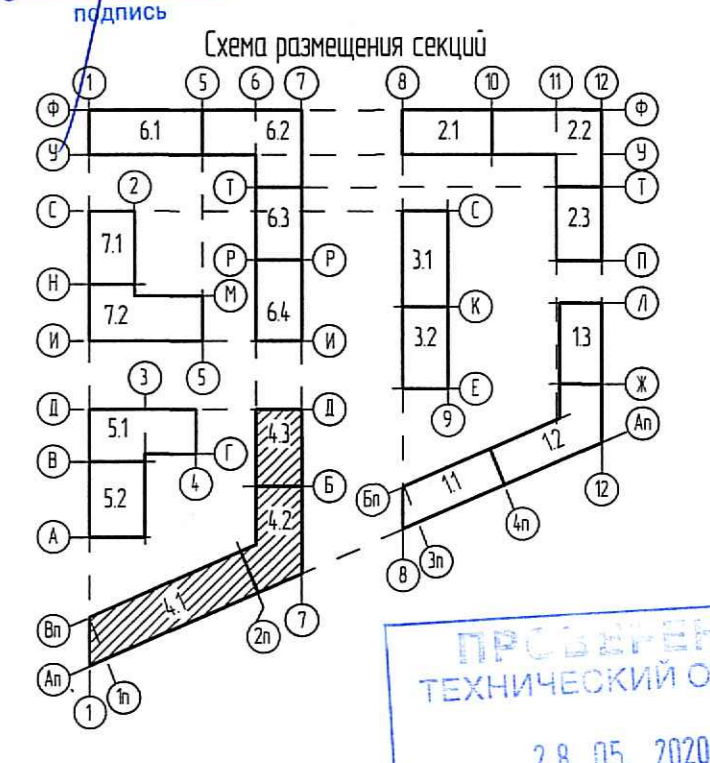 подпись
Схема размещения секций
1 5 6 7 8 10 11 12
Ф 6.1 6.2 2.1 2.2 Ф
У У
2 Т Т
С 6.3 С 2.3
7.1 3.1
Р Р П
Н М К Л
7.2 6.4 1.3
И И 3.2
5
3 Е Ж
Д 4.3 Д 9
5.1 Г 1.2 Ап
В 4 Б Бп 1.1
5.2 4.2 12
4п
А 8 3п
4.1
Вп 2п 7
Ап 1п
1
ТЕХНИЧЕСКИЙ О
28 05 2020